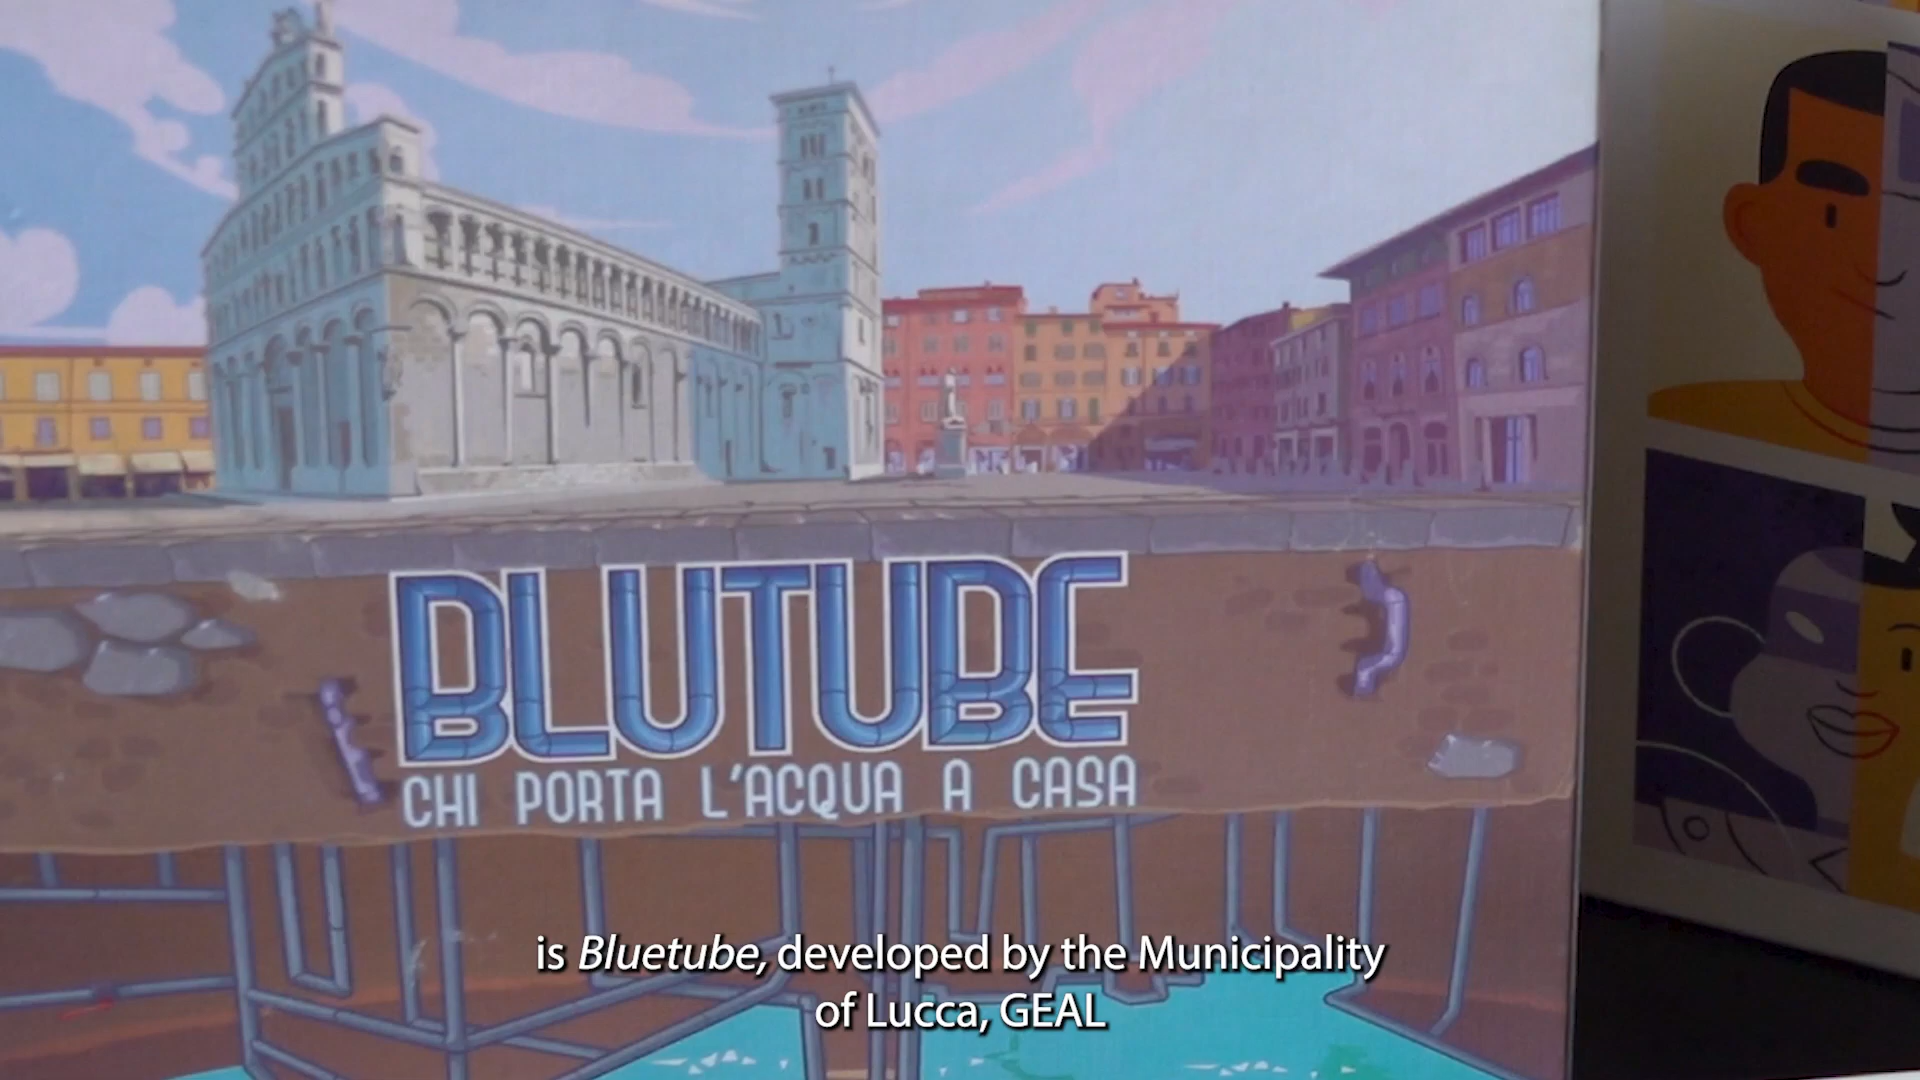 BLUTUBE
CHI PORTA L'ACQUA A CASA
is Bluetube, developed by the Municipality
of Lucca, GEAL